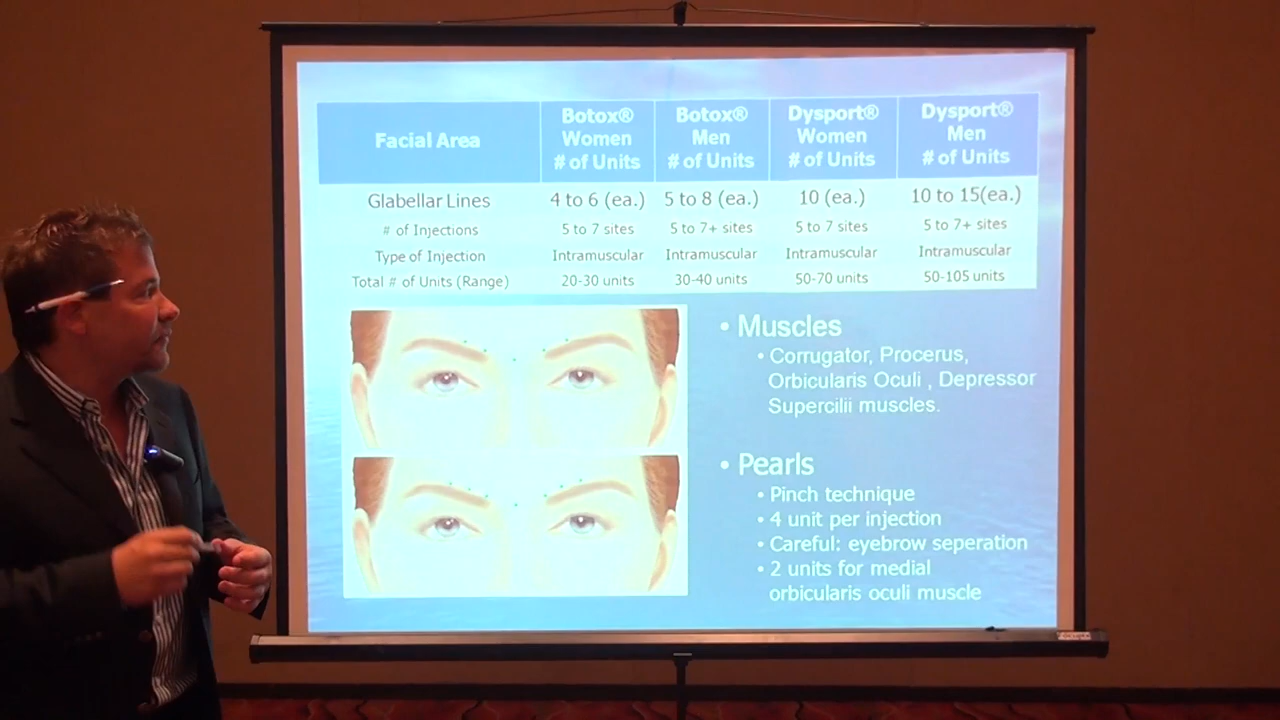 Facial Area
Botox®
Women
# of Units
Botox®
Men
# of Units
Dysport®
Women
# of Units
Dysport®
Men
# of Units
Glabellar Lines 4 to 6 (ea.) 5 to 8 (ea.) 10 (ea.) 10 to 15(ea.)
# of Injections 5 to 7 sites 5 to 7+ sites 5 to 7 sites 5 to 7+ sites
Type of Injection Intramuscular Intramuscular Intramuscular Intramuscular
Total # of Units (Range) 20-30 units 30-40 units 50-70 units 50-105 units
• Muscles
• Corrugator, Procerus,
Orbicularis Oculi , Depressor
Supercilii muscles.
• Pearls
• Pinch technique
• 4 unit per injection
• Careful: eyebrow seperation
• 2 units for medial
orbicularis oculi muscle